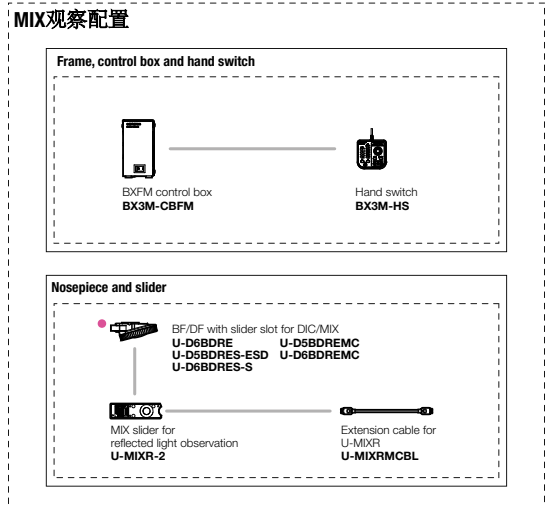 MIX观察配置
Frame, control box and hand switch
BXFM control box
BX3M-CBFM
Hand switch
BX3M-HS
Nosepiece and slider
BF/DF with slider slot for DIC/MIX
U-D6BDRE U-D5BDREMC
U-D5BDRES-ESD U-D6BDREMC
U-D6BDRES-S
MIX slider for
reflected light observation
U-MIXR-2
Extension cable for
U-MIXR
U-MIXRMCBL